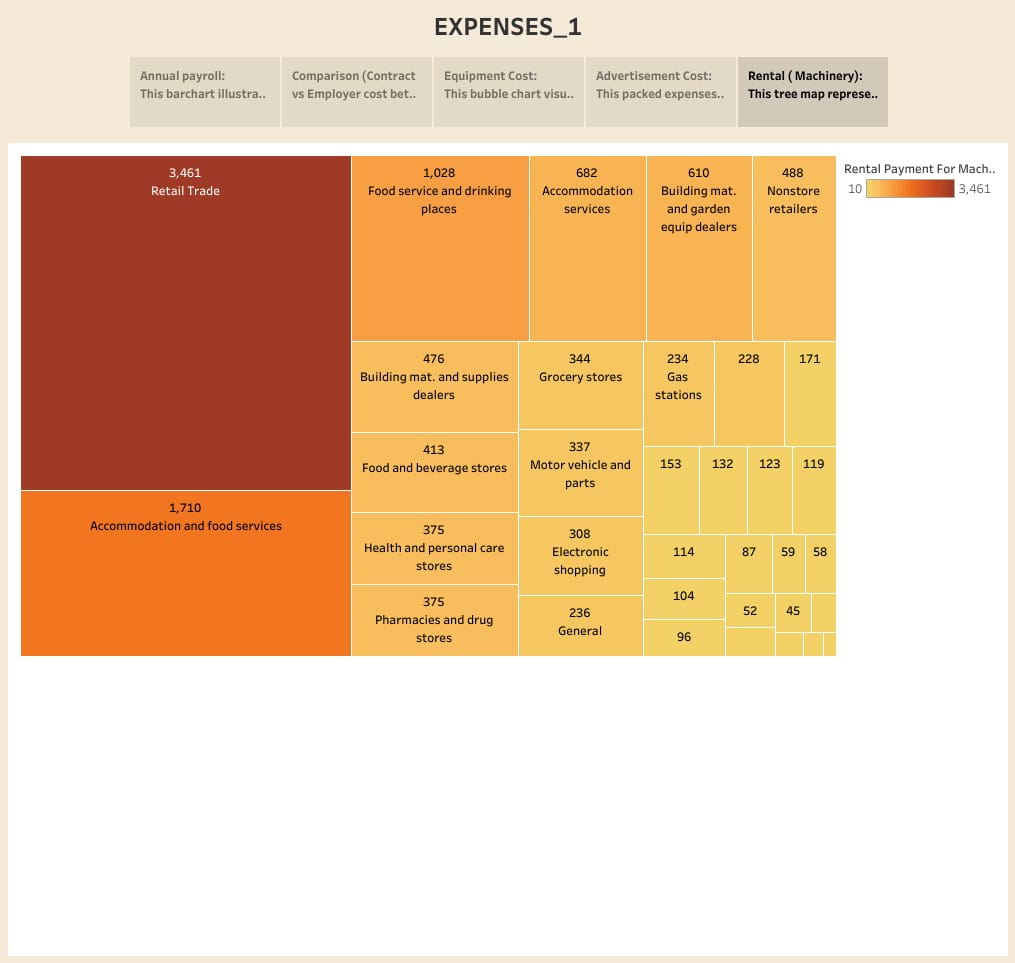 EXPENSES_1
Annual payroll:
This barchart illustra..
Comparison (Contract
vs Employer cost bet..
Equipment Cost:
This bubble chart visu..
Advertisement Cost:
This packed expenses..
Rental ( Machinery):
This tree map represe..
3,461
Retail Trade
1,710
Accommodation and food services
1,028
Food service and drinking
places
682
Accommodation
services
610
Building mat.
and garden
equip dealers
488
Nonstore
retailers
476
Building mat. and supplies
dealers
413
Food and beverage stores
375
Health and personal care
stores
375
Pharmacies and drug
stores
344
Grocery stores
337
Motor vehicle and
parts
308
Electronic
shopping
236
General
234
Gas
stations
228
171
153
132
123
119
114
104
96
87
59
58
52
45
Rental Payment For Mach..
10
3,461